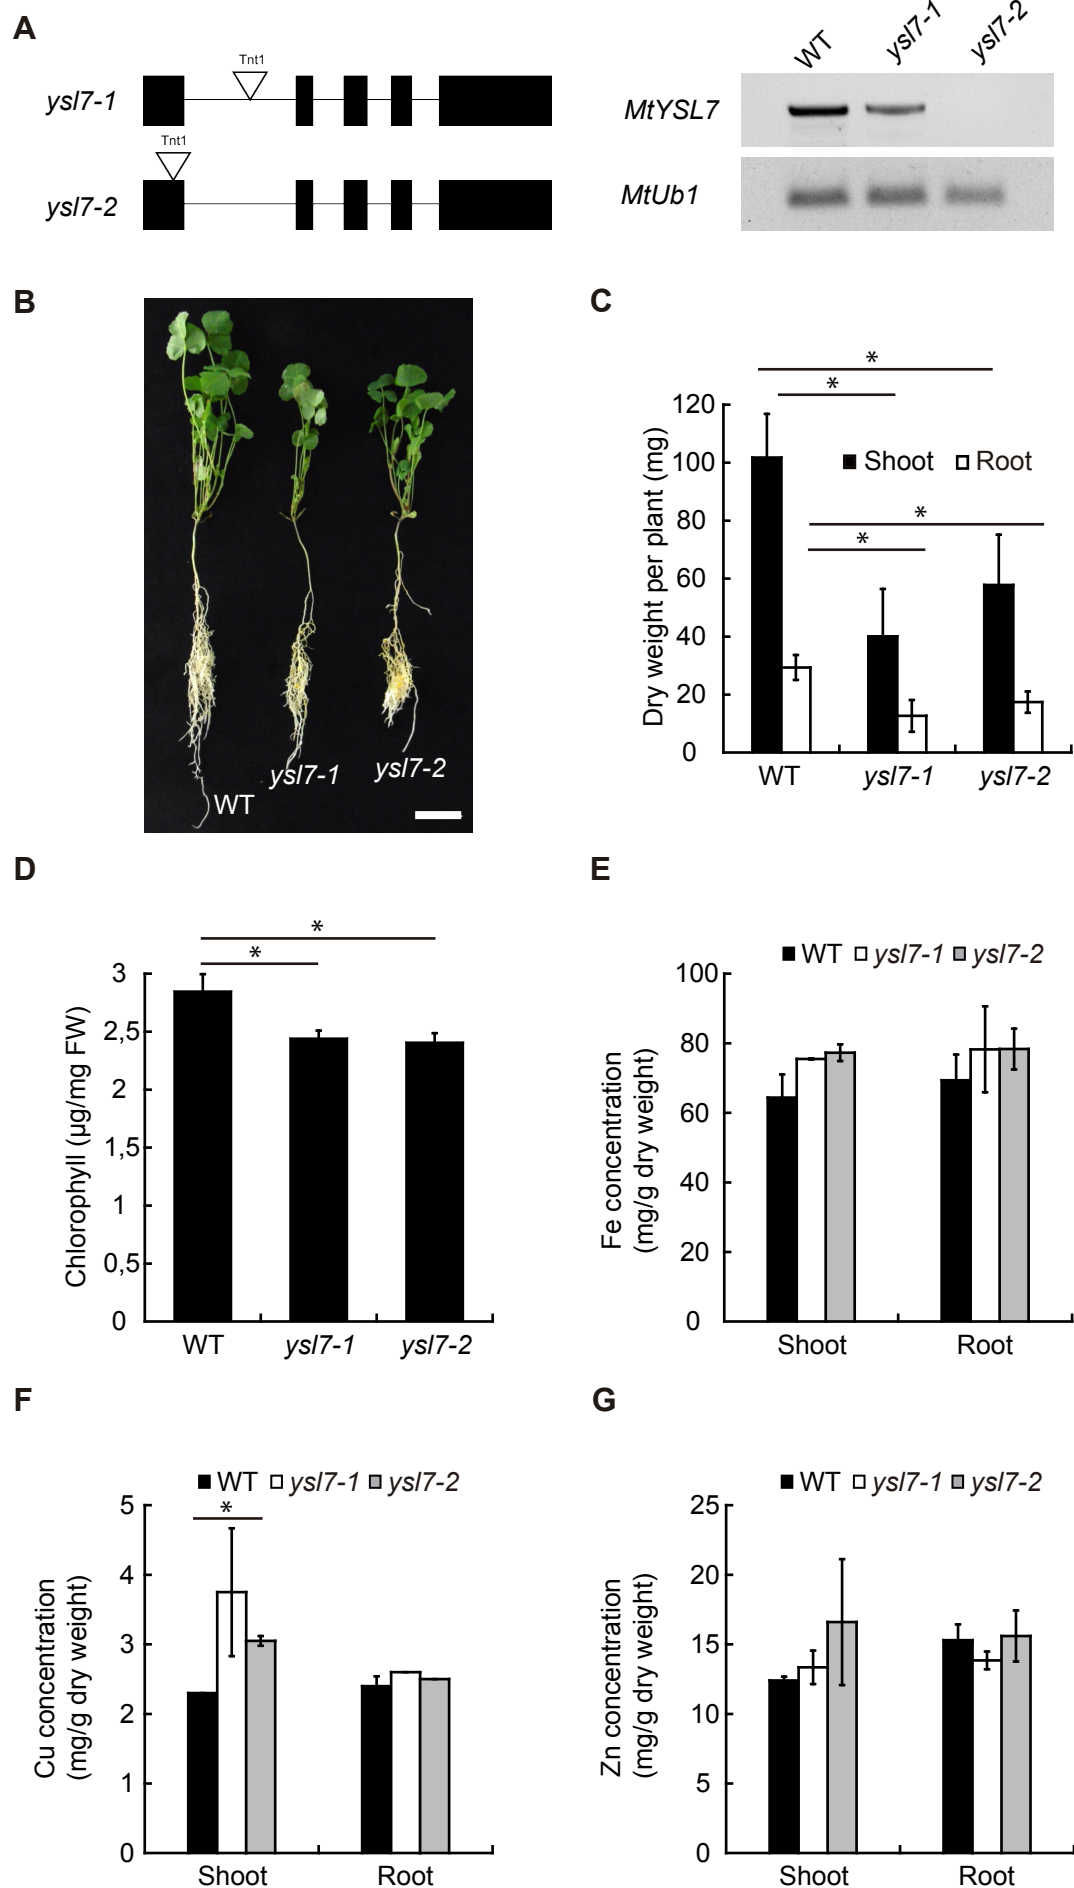 A
Tnt1
ysl7-1
Tnt1
ysl7-2
WT ysl7-1 ysl7-2
MtYSL7
MtUb1
B
WT
ysl7-1
ysl7-2
C
*
*
120
100
80
60
40
20
0
Dry weight per plant (mg)
Shoot Root
*
*
WT ysl7-1 ysl7-2
D
*
*
3
2,5
2
1,5
1
0,5
0
Chlorophyll (µg/mg FW)
WT ysl7-1 ysl7-2
E
WT ysl7-1 ysl7-2
100
80
60
40
20
0
Fe concentration
(mg/g dry weight)
Shoot Root
F
WT ysl7-1 ysl7-2
*
5
4
3
2
1
0
Cu concentration
(mg/g dry weight)
Shoot Root
G
WT ysl7-1 ysl7-2
25
20
15
10
5
0
Zn concentration
(mg/g dry weight)
Shoot Root